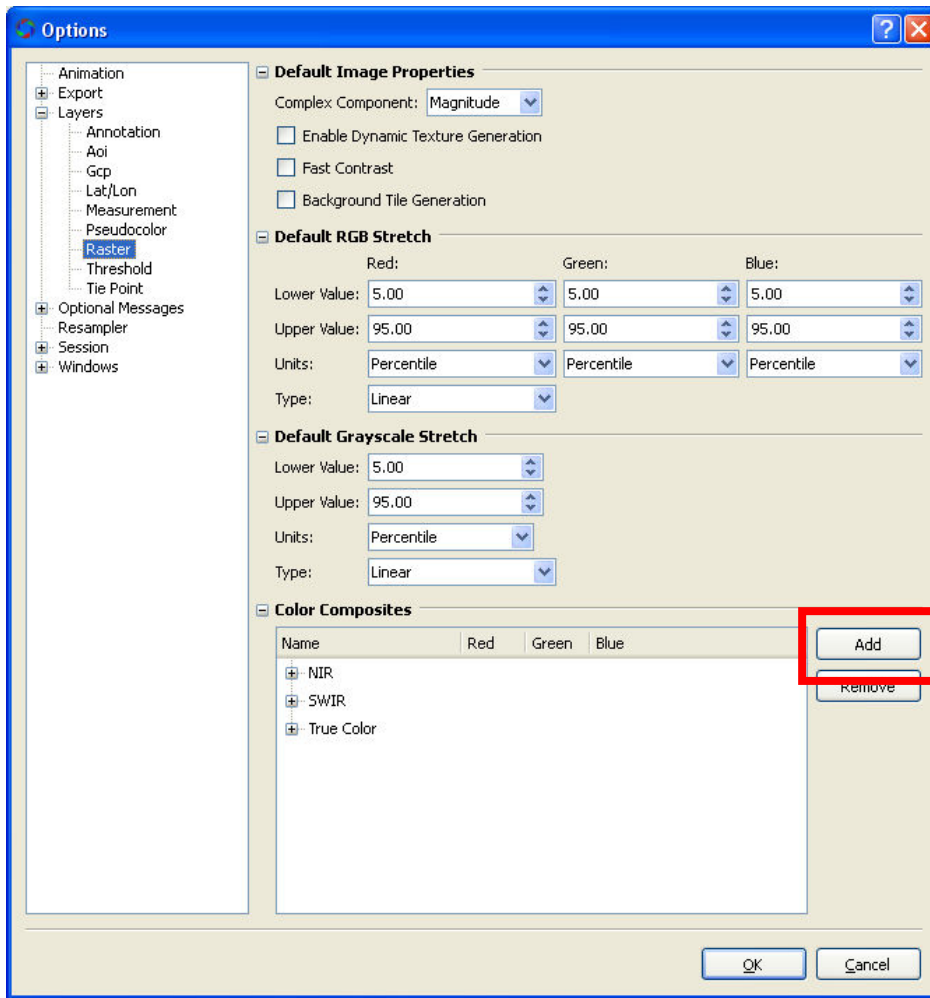 Options
Animation
Export
Layers
Annotation
Aoi
Gcp
Lat/Lon
Measurement
Pseudocolor
Raster
Threshold
Tie Point
Optional Messages
Resampler
Session
Windows
Default Image Properties
Complex Component: Magnitude
Enable Dynamic Texture Generation
Fast Contrast
Background Tile Generation
Default RGB Stretch
Red: Green: Blue:
Lower Value: 5.00 5.00 5.00
Upper Value: 95.00 95.00 95.00
Units: Percentile Percentile Percentile
Type: Linear
Default Grayscale Stretch
Lower Value: 5.00
Upper Value: 95.00
Units: Percentile
Type: Linear
Color Composites
Name Red Green Blue
NIR
SWIR
True Color
Add
Remove
OK Cancel